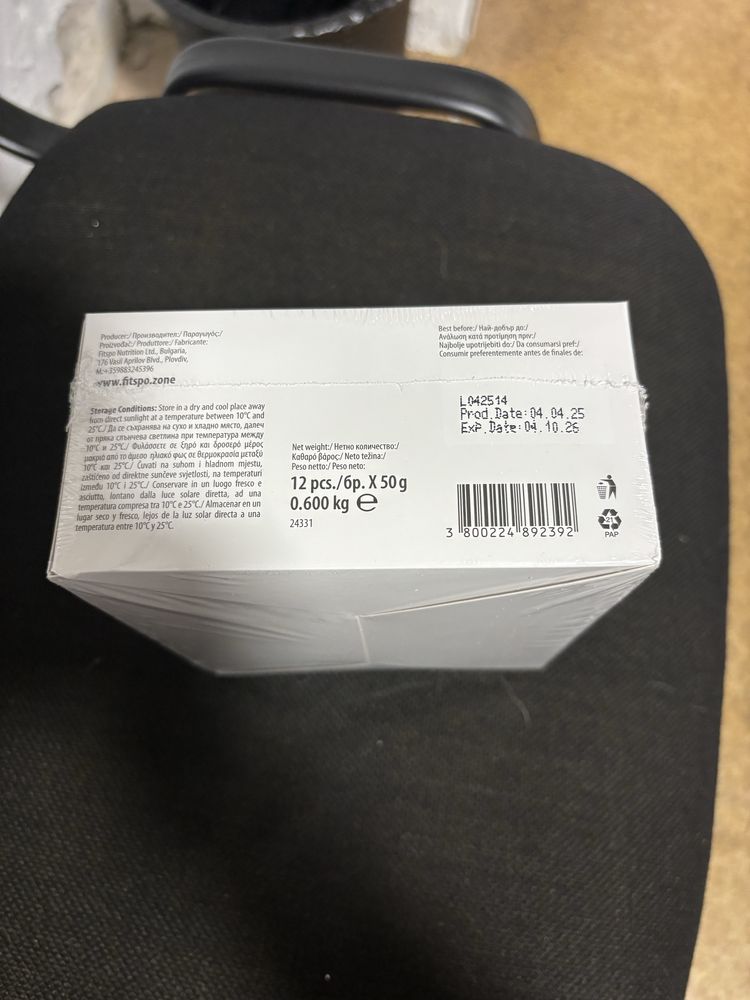 Producer:/ Производител:/ Παραγωγός:/
Proizvođač:/ Produttore:/ Fabricante:
Fitspo Nutrition Ltd., Bulgaria,
176 Vasil Aprilov Blvd., Plovdiv,
M.:+359883245396
www.fitspo.zone
Storage Conditions: Store in a dry and cool place away
from direct sunlight at a temperature between 10°C and
25°C./ Да се съхранява на сухо и хладно място, далеч
от пряка слънчева светлина при температура между
10°C и 25°C./ Φυλάσσετε σε ξηρό και δροσερό μέρος
μακριά από το άμεσο ηλιακό φως σε θερμοκρασία μεταξύ
10°C και 25°C./ Čuvati na suhom i hladnom mjestu,
zaštićeno od direktne sunčeve svjetlosti, na temperaturi
između 10°C i 25°C./ Conservare in un luogo fresco e
asciutto, lontano dalla luce solare diretta, ad una
temperatura compresa tra 10°C e 25°C./ Almacenar en un
lugar seco y fresco, lejos de la luz solar directa a una
temperatura entre 10°C y 25°C.
Net weight:/ Нетно количество:/
Καθαρό βάρος:/ Neto težina:/
Peso netto:/ Peso neto:
12 pcs./бр. X 50 g
0.600 kg ℮
24331
Best before:/ Най-добър до:/
Ανάλωση κατά προτίμηση πριν:/
Najbolje upotrijebiti do:/ Da consumarsi pref.:/
Consumir preferentemente antes de finales de:
L042514
Prod.Date:04.04.25
Exp.Date:04.10.26
3 800224 892392
21
PAP